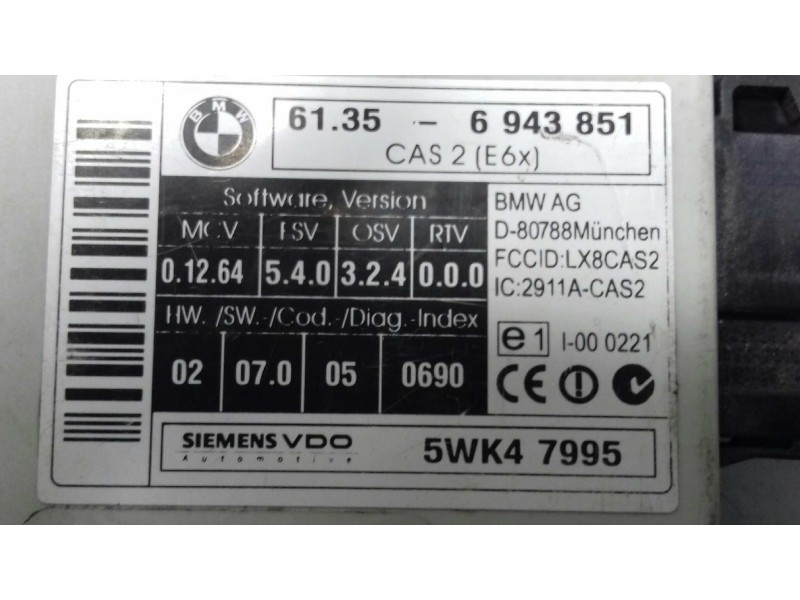 BMW
61.35 - 6 943 851
CAS 2 (E6x)
Software, Version
MCV FSV OSV RTV
0.12.64 5.4.0 3.2.4 0.0.0
HW. /SW.-/Cod.-/Diag.-Index
02 07.0 05 0690
BMW AG
D-80788München
FCCID:LX8CAS2
IC:2911A-CAS2
e1 I-00 0221
CE
SIEMENS VDO
Automotive
5WK4 7995